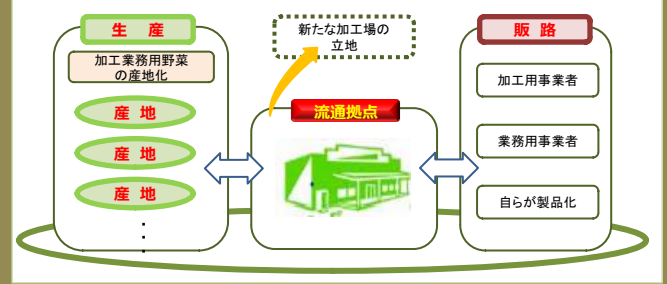 生 産
加工業務用野菜
の産地化
産 地
産 地
産 地
・
・
・
新たな加工場の
立地
流通拠点
販 路
加工用事業者
業務用事業者
自らが製品化